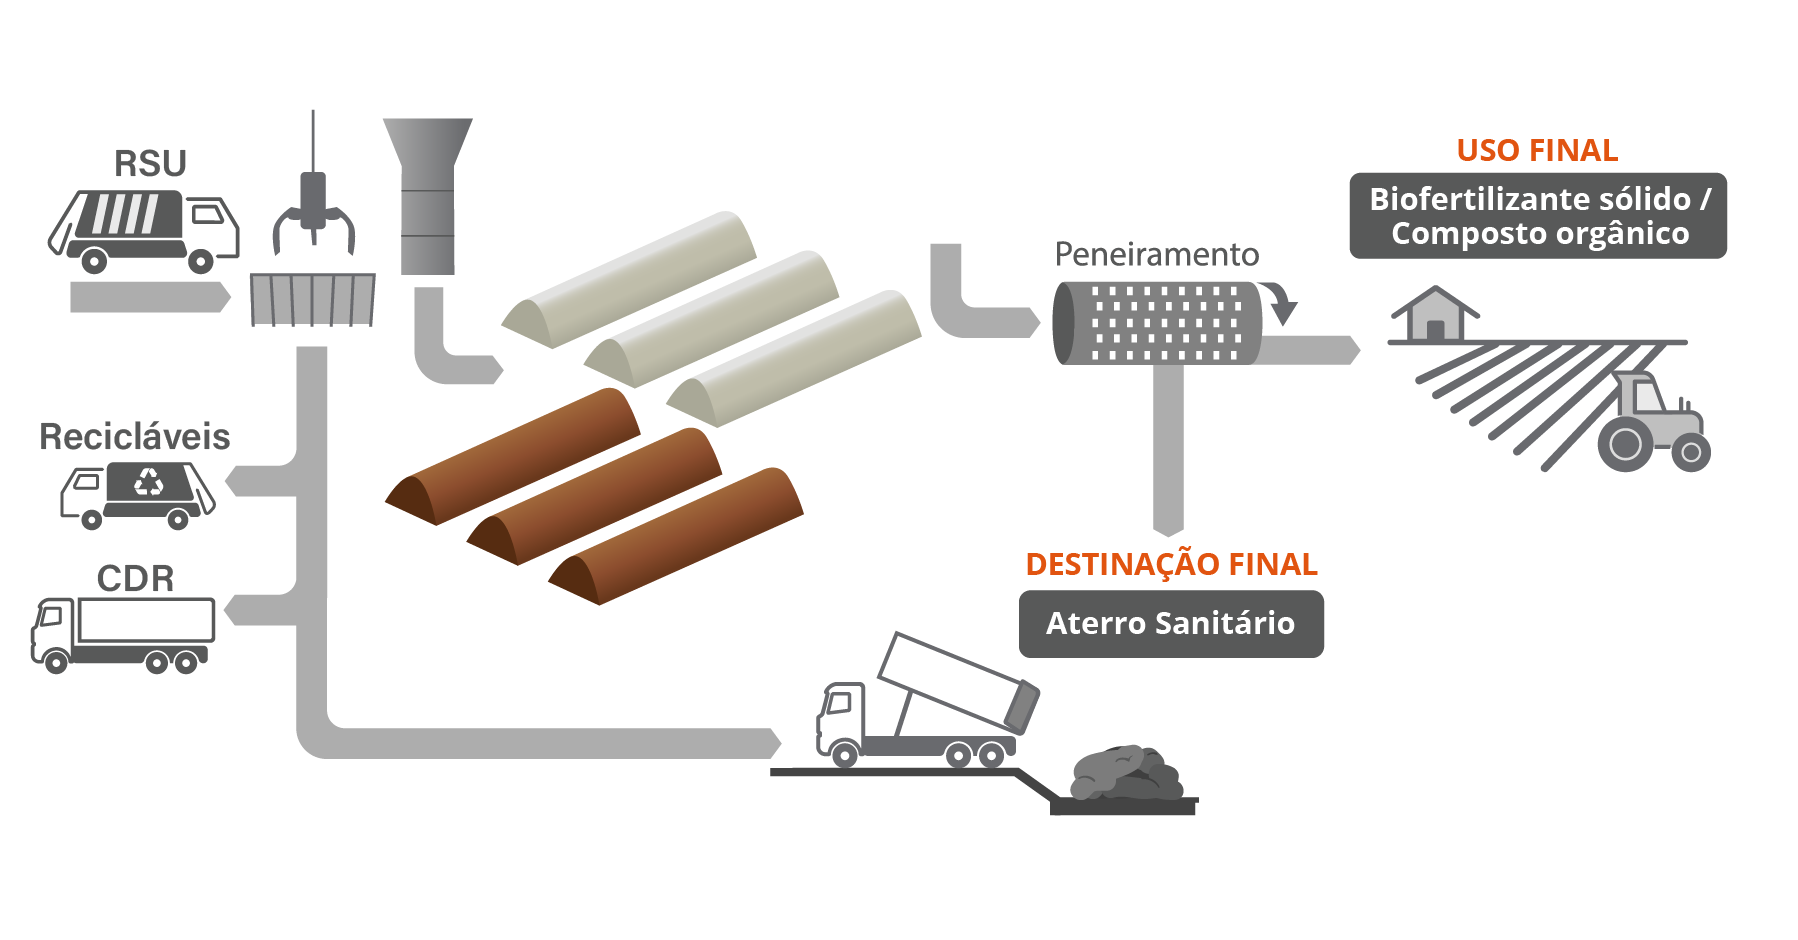 RSU
Recicláveis
CDR
Peneiramento
USO FINAL
Biofertilizante sólido /
Composto orgânico
DESTINAÇÃO FINAL
Aterro Sanitário